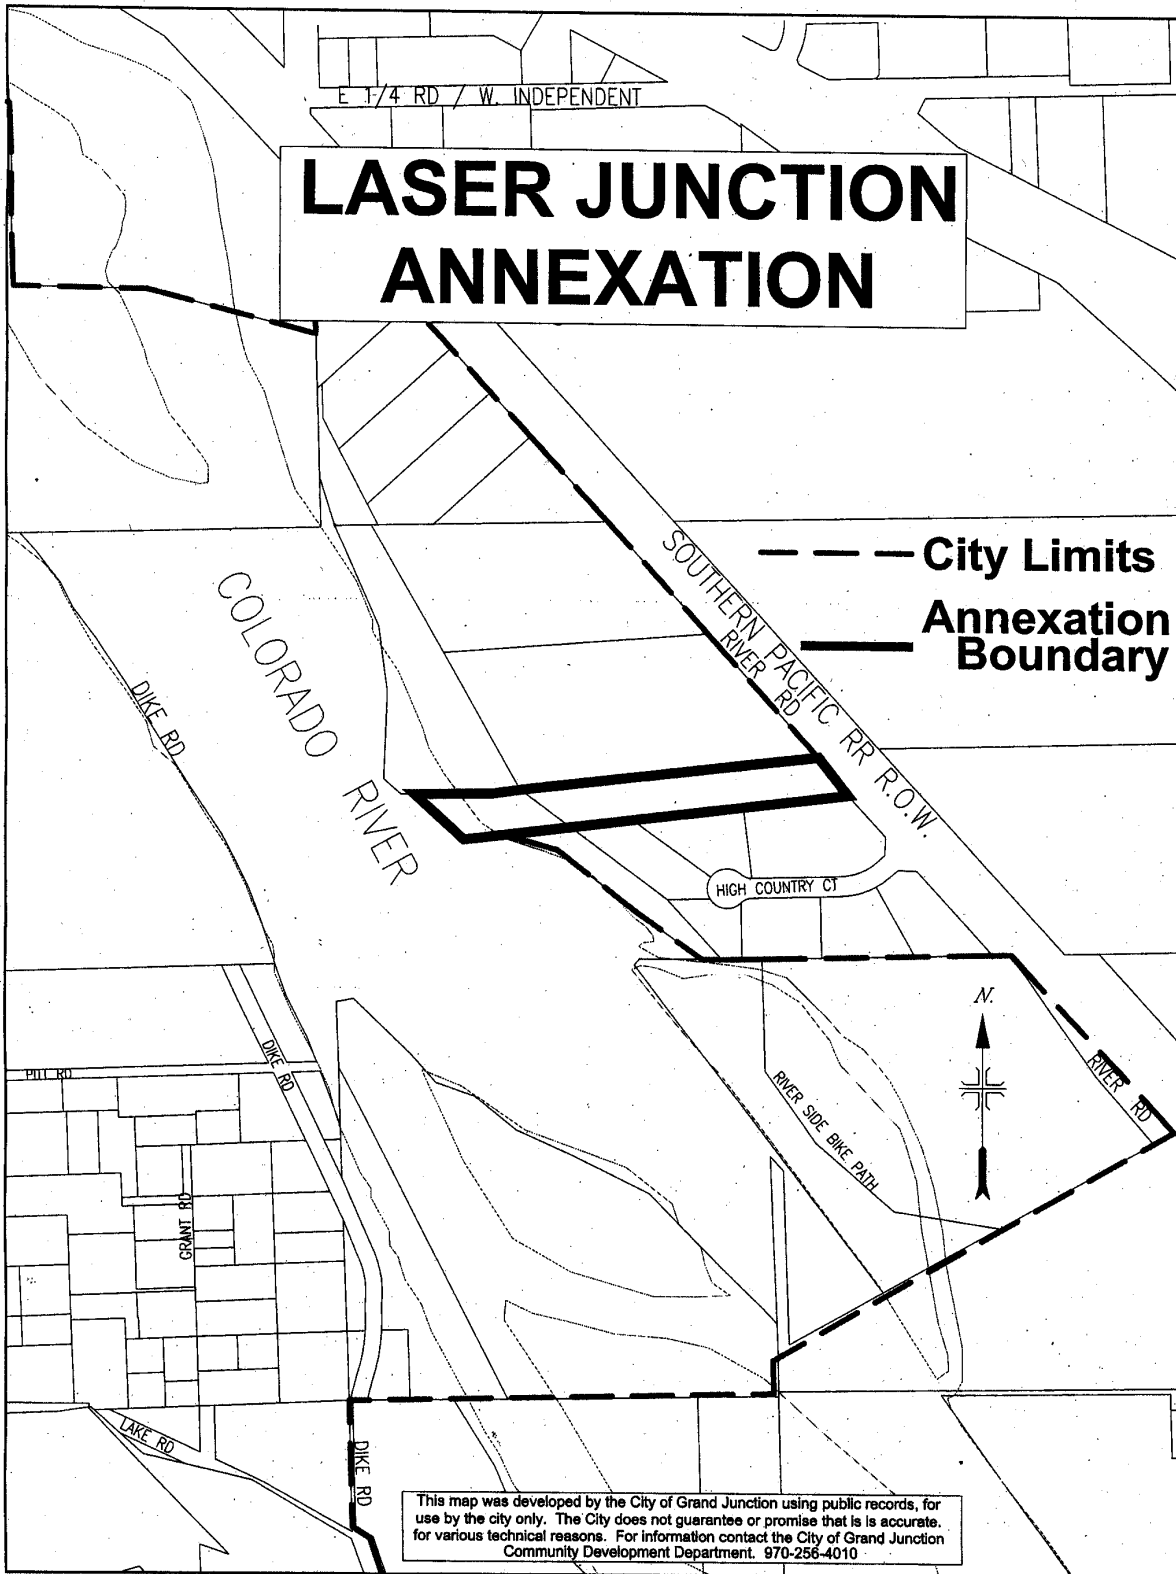 E 1/4 RD / W. INDEPENDENT
LASER JUNCTION
ANNEXATION
City Limits
Annexation
Boundary
SOUTHERN PACIFIC RR R.O.W.
RIVER RD
COLORADO RIVER
DIKE RD
HIGH COUNTRY CT
N.
RIVER RD
RIVER SIDE BIKE PATH
DIKE RD
GRANT RD
LAKE RD
DIKE RD
This map was developed by the City of Grand Junction using public records, for
use by the city only. The City does not guarantee or promise that is is accurate.
for various technical reasons. For information contact the City of Grand Junction
Community Development Department. 970-256-4010